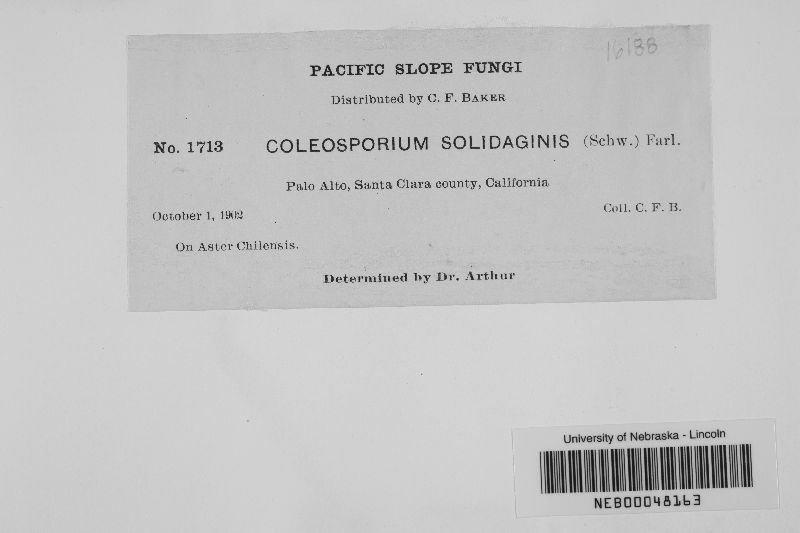 16188
PACIFIC SLOPE FUNGI
Distributed by C. F. BAKER
No. 1713 COLEOSPORIUM SOLIDAGINIS (Schw.) Farl.
Palo Alto, Santa Clara county, California
October 1, 1902 Coll. C. F. B.
On Aster Chilensis.
Determined by Dr. Arthur
University of Nebraska - Lincoln
NEB00048163